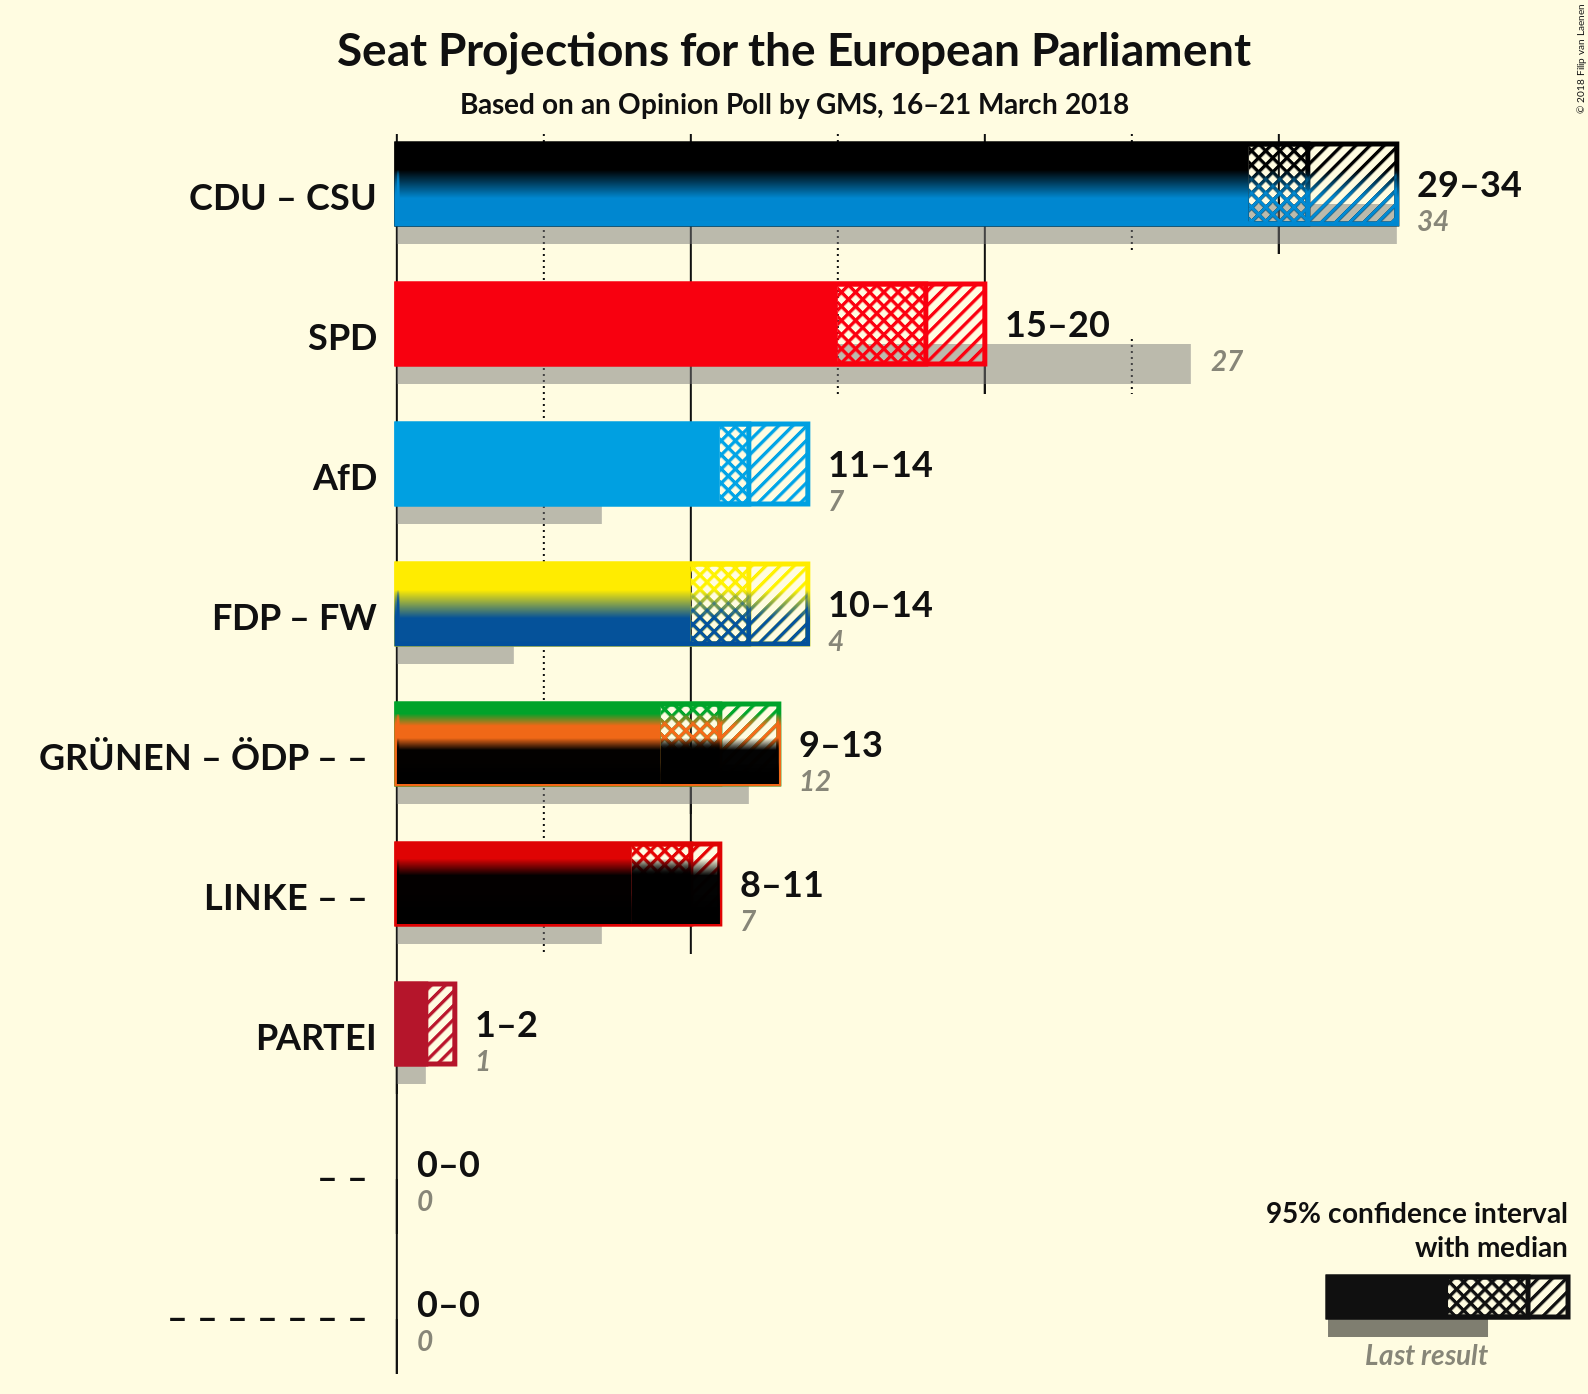 Seat Projections for the European Parliament
Based on an Opinion Poll by GMS, 16–21 March 2018
© 2018 Filip van Laenen
CDU – CSU
29–34
34
SPD
15–20
27
AfD
11–14
7
FDP – FW
10–14
4
GRÜNEN – ÖDP – –
9–13
12
LINKE – –
8–11
7
PARTEI
1–2
1
– –
0–0
0
– – – – – – –
0–0
0
95% confidence interval
with median
Last result